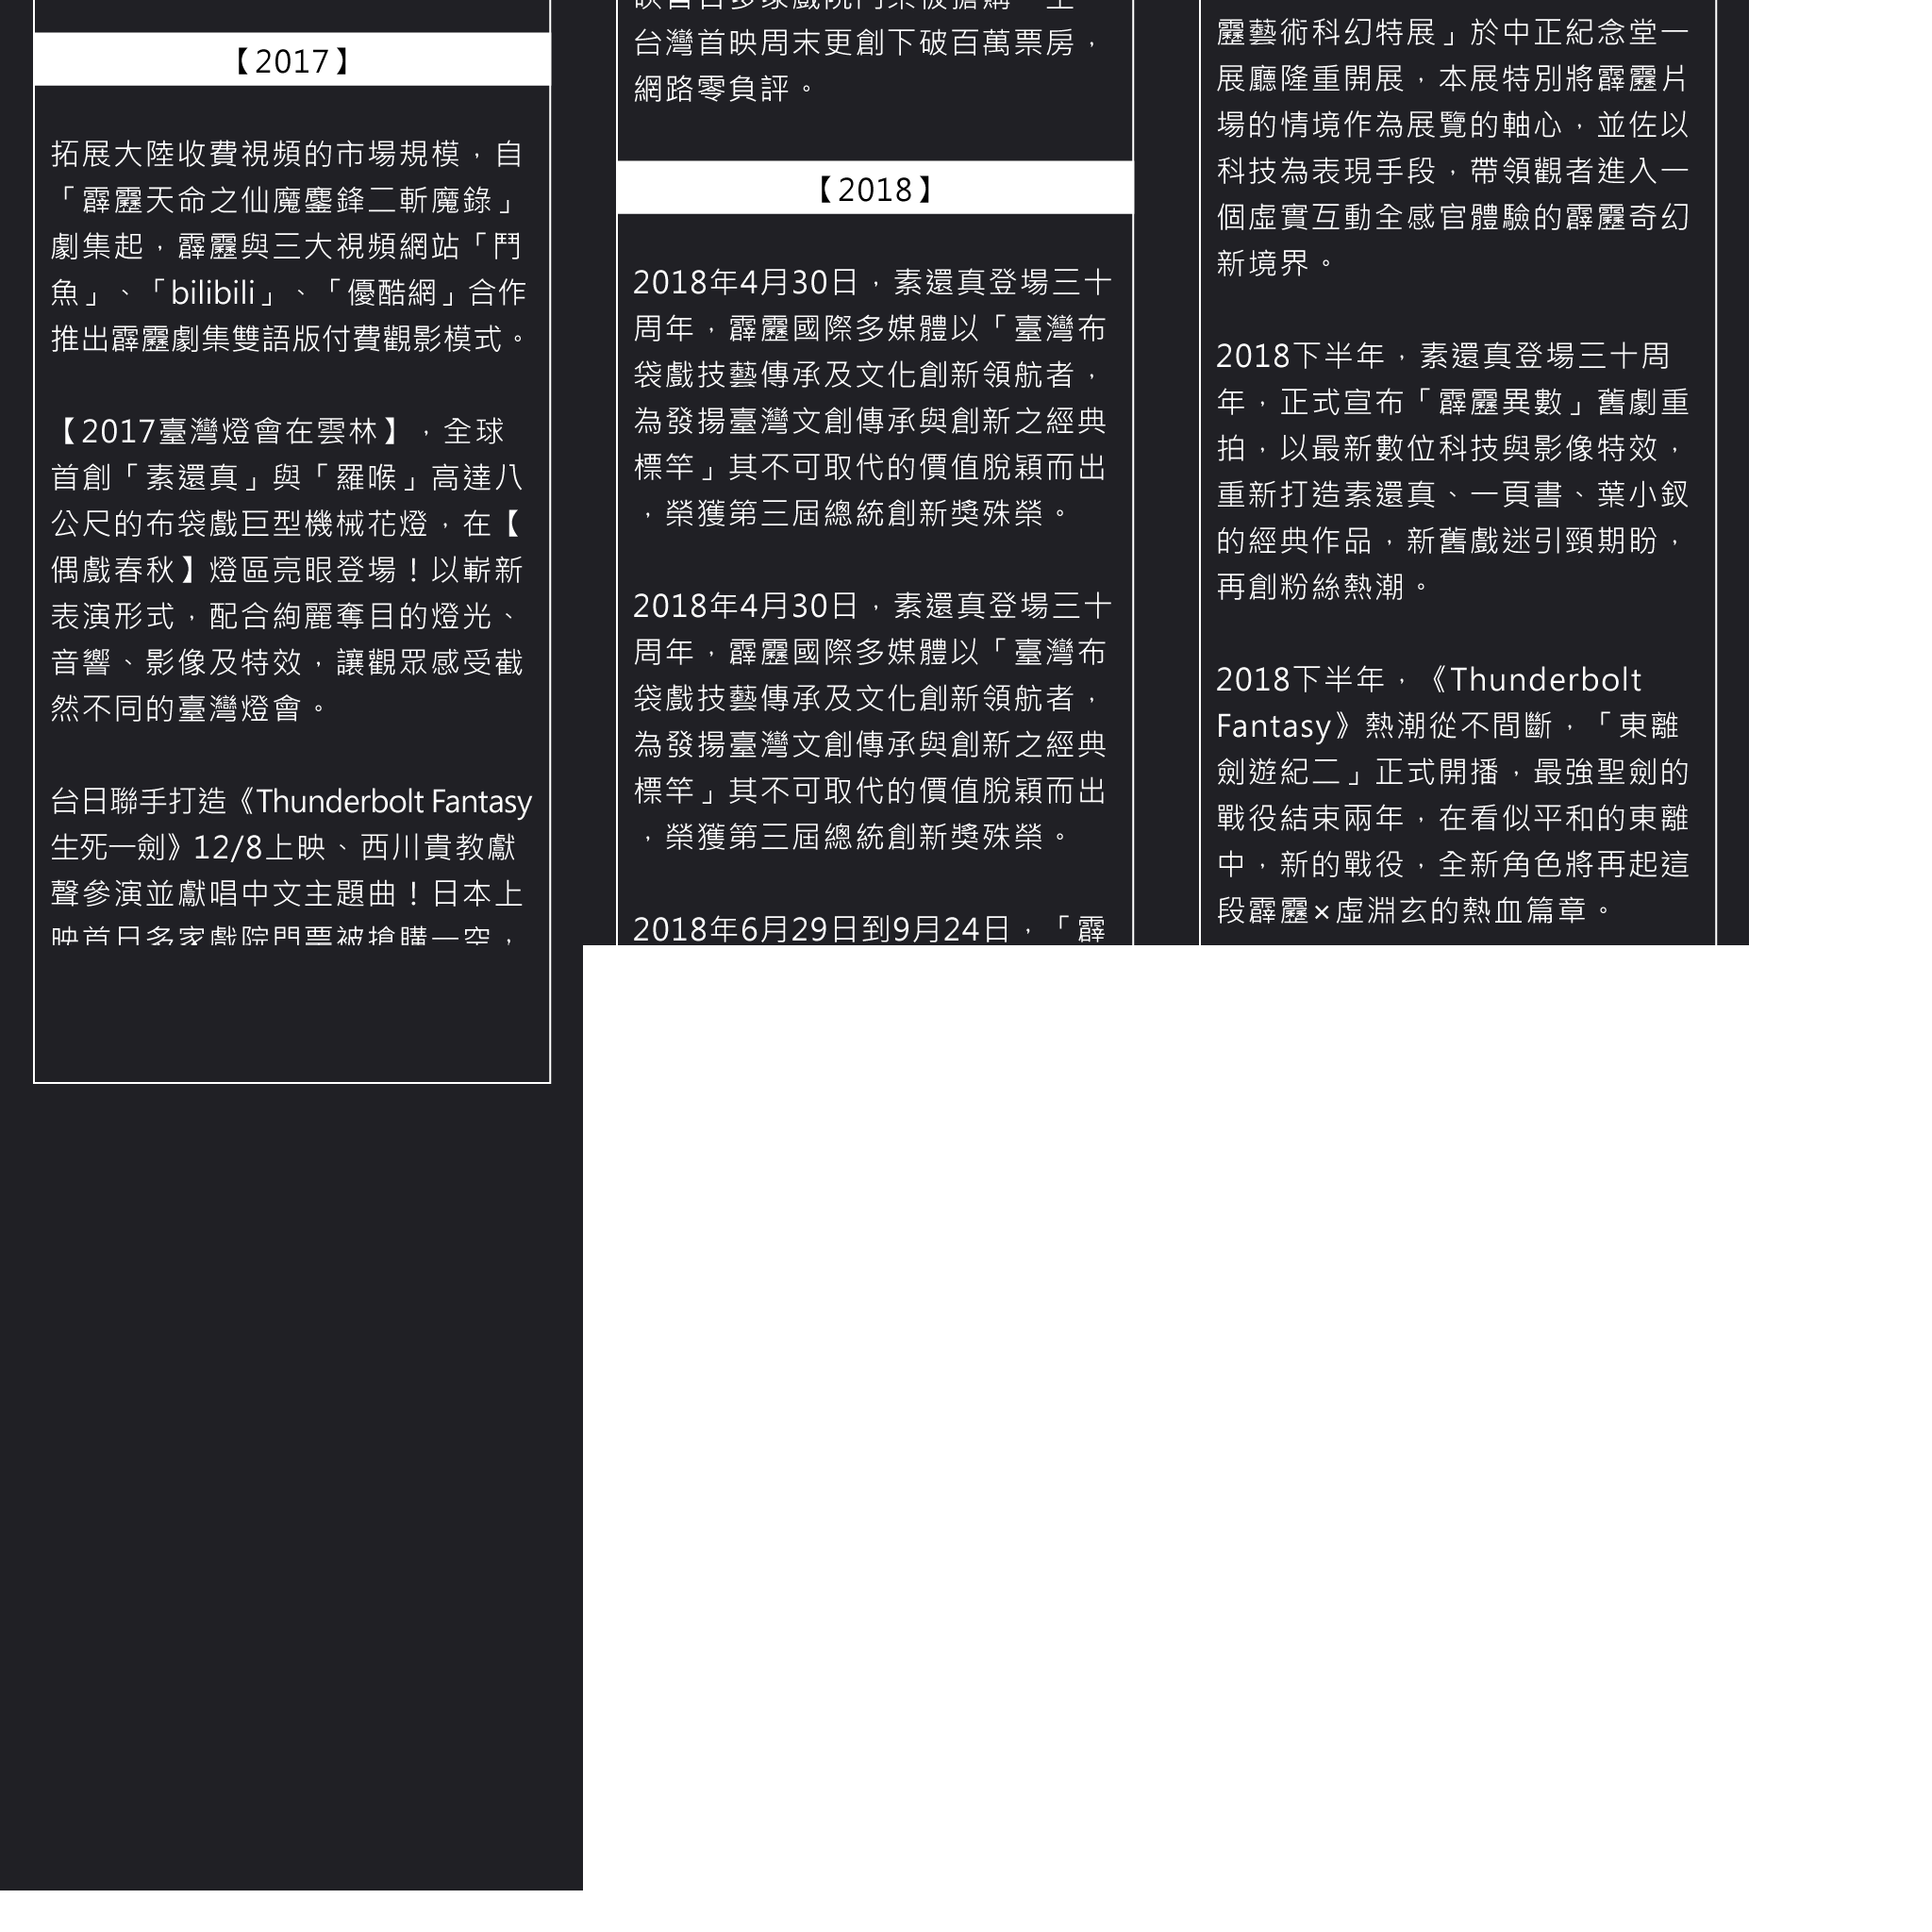 【2017】
拓展大陸收費視頻的市場規模，自
「霹靂天命之仙魔鏖鋒二斬魔錄」
劇集起，霹靂與三大視頻網站「鬥
魚」、「bilibili」、「優酷網」合作
推出霹靂劇集雙語版付費觀影模式。
【2017臺灣燈會在雲林】，全球
首創「素還真」與「羅喉」高達八
公尺的布袋戲巨型機械花燈，在【
偶戲春秋】燈區亮眼登場！以嶄新
表演形式，配合絢麗奪目的燈光、
音響、影像及特效，讓觀眾感受截
然不同的臺灣燈會。
台日聯手打造《Thunderbolt Fantasy
生死一劍》12/8上映、西川貴教獻
聲參演並獻唱中文主題曲！日本上
映首日多家戲院門票被搶購一空，
台灣首映周末更創下破百萬票房，
網路零負評。
【2018】
2018年4月30日，素還真登場三十
周年，霹靂國際多媒體以「臺灣布
袋戲技藝傳承及文化創新領航者，
為發揚臺灣文創傳承與創新之經典
標竿」其不可取代的價值脫穎而出
，榮獲第三屆總統創新獎殊榮。
2018年4月30日，素還真登場三十
周年，霹靂國際多媒體以「臺灣布
袋戲技藝傳承及文化創新領航者，
為發揚臺灣文創傳承與創新之經典
標竿」其不可取代的價值脫穎而出
，榮獲第三屆總統創新獎殊榮。
2018年6月29日到9月24日，「霹
靂藝術科幻特展」於中正紀念堂一
展廳隆重開展，本展特別將霹靂片
場的情境作為展覽的軸心，並佐以
科技為表現手段，帶領觀者進入一
個虛實互動全感官體驗的霹靂奇幻
新境界。
2018下半年，素還真登場三十周
年，正式宣布「霹靂異數」舊劇重
拍，以最新數位科技與影像特效，
重新打造素還真、一頁書、葉小釵
的經典作品，新舊戲迷引頸期盼，
再創粉絲熱潮。
2018下半年，《Thunderbolt
Fantasy》熱潮從不間斷，「東離
劍遊紀二」正式開播，最強聖劍的
戰役結束兩年，在看似平和的東離
中，新的戰役，全新角色將再起這
段霹靂×虛淵玄的熱血篇章。